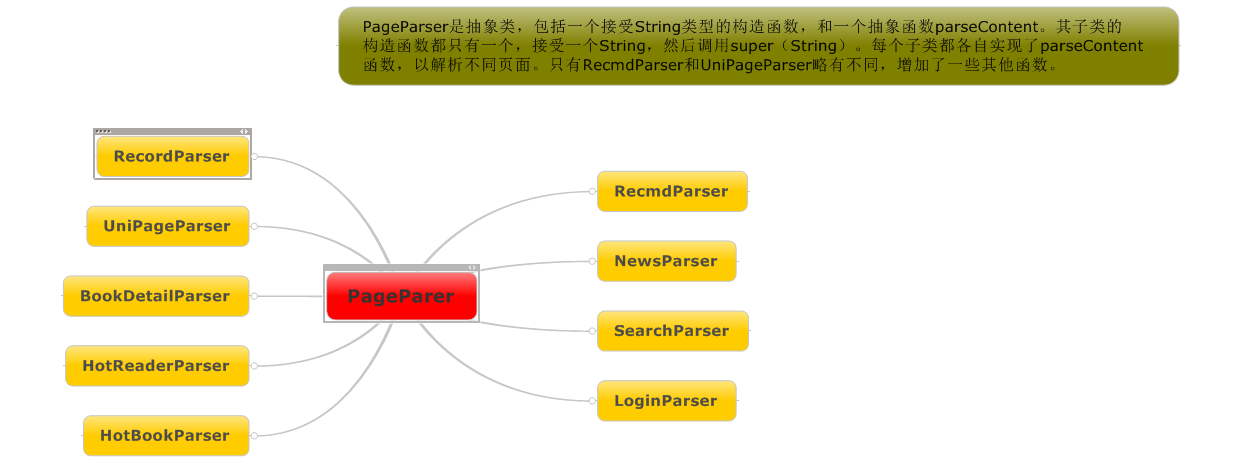 PageParser是抽象类，包括一个接受String类型的构造函数，和一个抽象函数parseContent。其子类的
构造函数都只有一个，接受一个String，然后调用super（String）。每个子类都各自实现了parseContent
函数，以解析不同页面。只有RecmdParser和UniPageParser略有不同，增加了一些其他函数。
RecordParser
UniPageParser
BookDetailParser
HotReaderParser
HotBookParser
PageParer
RecmdParser
NewsParser
SearchParser
LoginParser